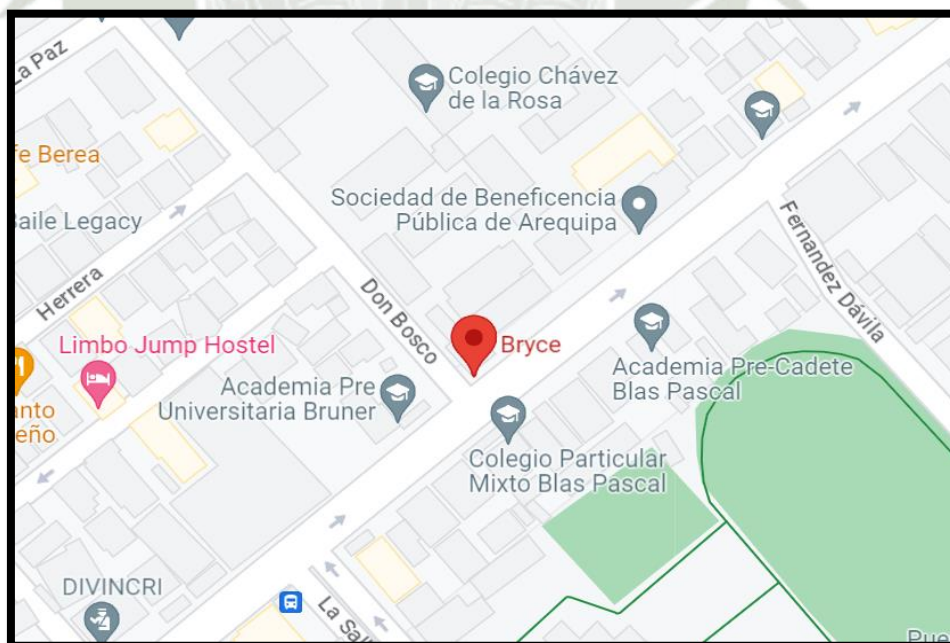 La Paz
Colegio Chávez
de la Rosa
fe Berea
Sociedad de Beneficencia
Pública de Arequipa
Baile Legacy
Fernandez Dávila
Herrera
Don Bosco
Limbo Jump Hostel
Bryce
Academia Pre-Cadete
Blas Pascal
Academia Pre
Universitaria Bruner
anto
eño
Colegio Particular
Mixto Blas Pascal
DIVINCRI
La Sal
Pue